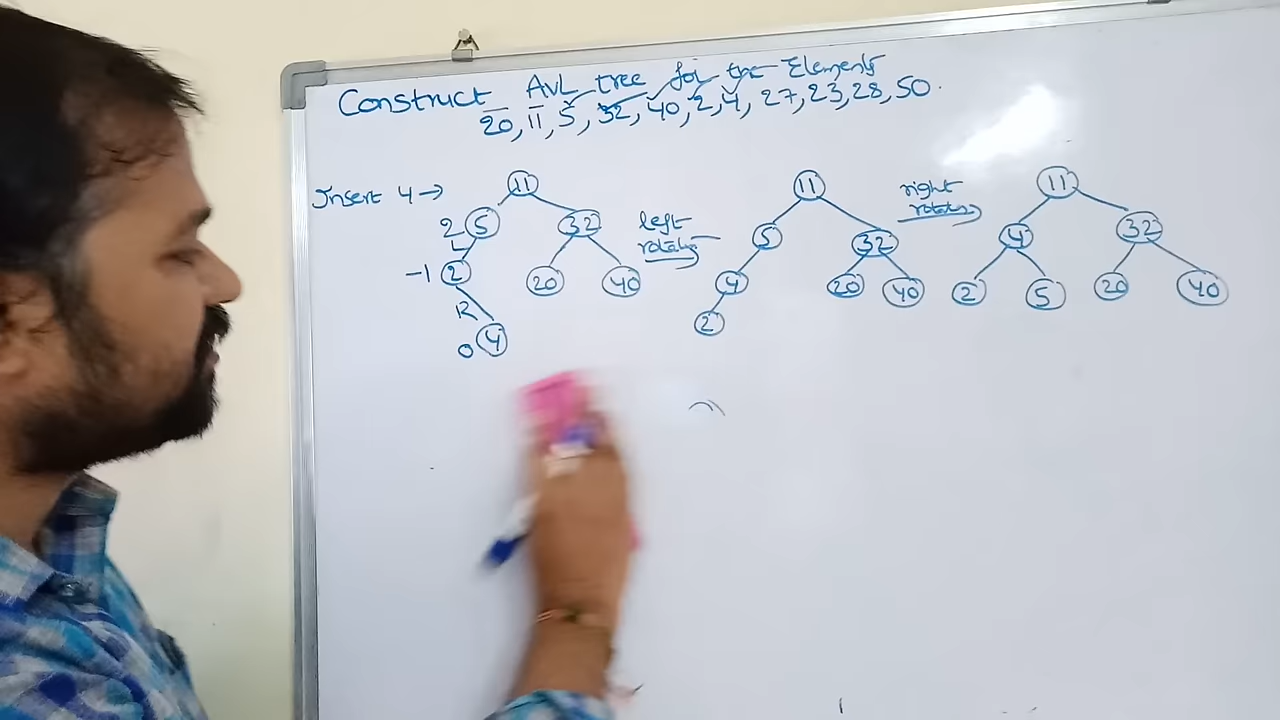 Construct AVL tree for the Elements
20, 11, 5, 32, 40, 2, 4, 27, 23, 28, 50.
Insert 4 →
11
2 5 32
L
-1 2 20 40
R
0 4
left
rotation
11
5 32
4 20 40
2
right
rotation
11
4 32
2 5 20 40